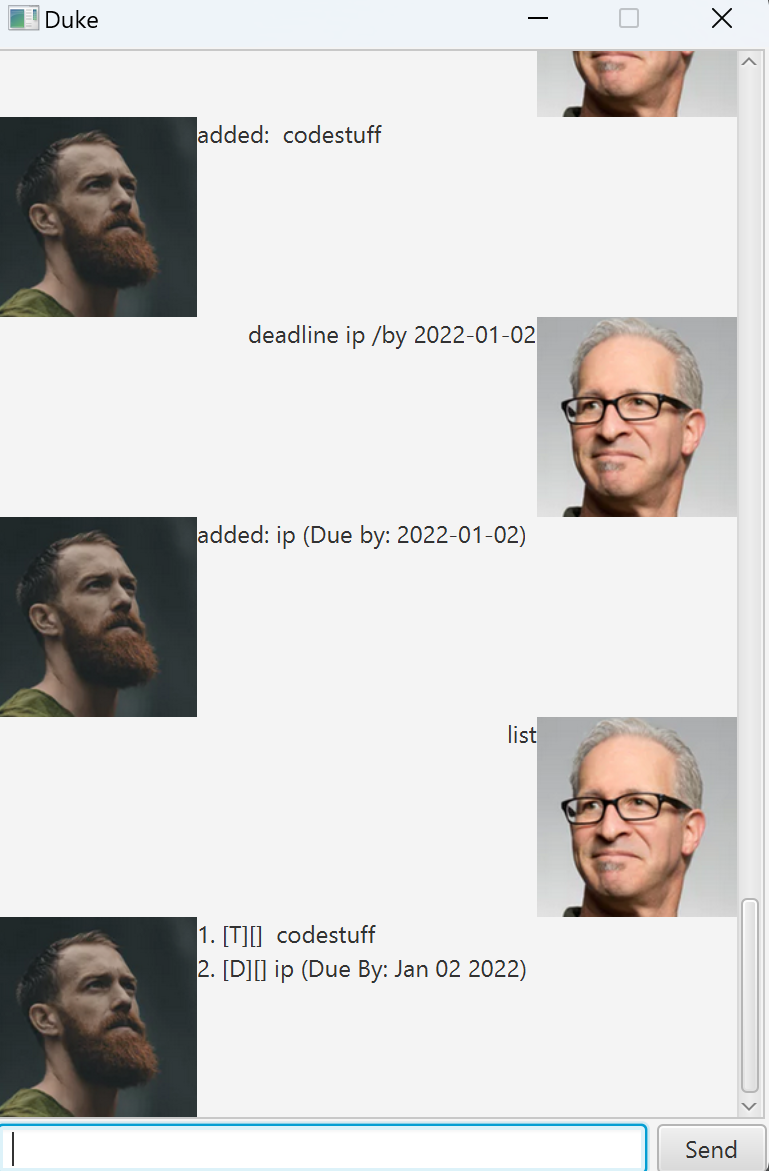 Duke
added:  codestuff
deadline ip /by 2022-01-02
added: ip (Due by: 2022-01-02)
list
1. [T][]  codestuff
2. [D][] ip (Due By: Jan 02 2022)
Send